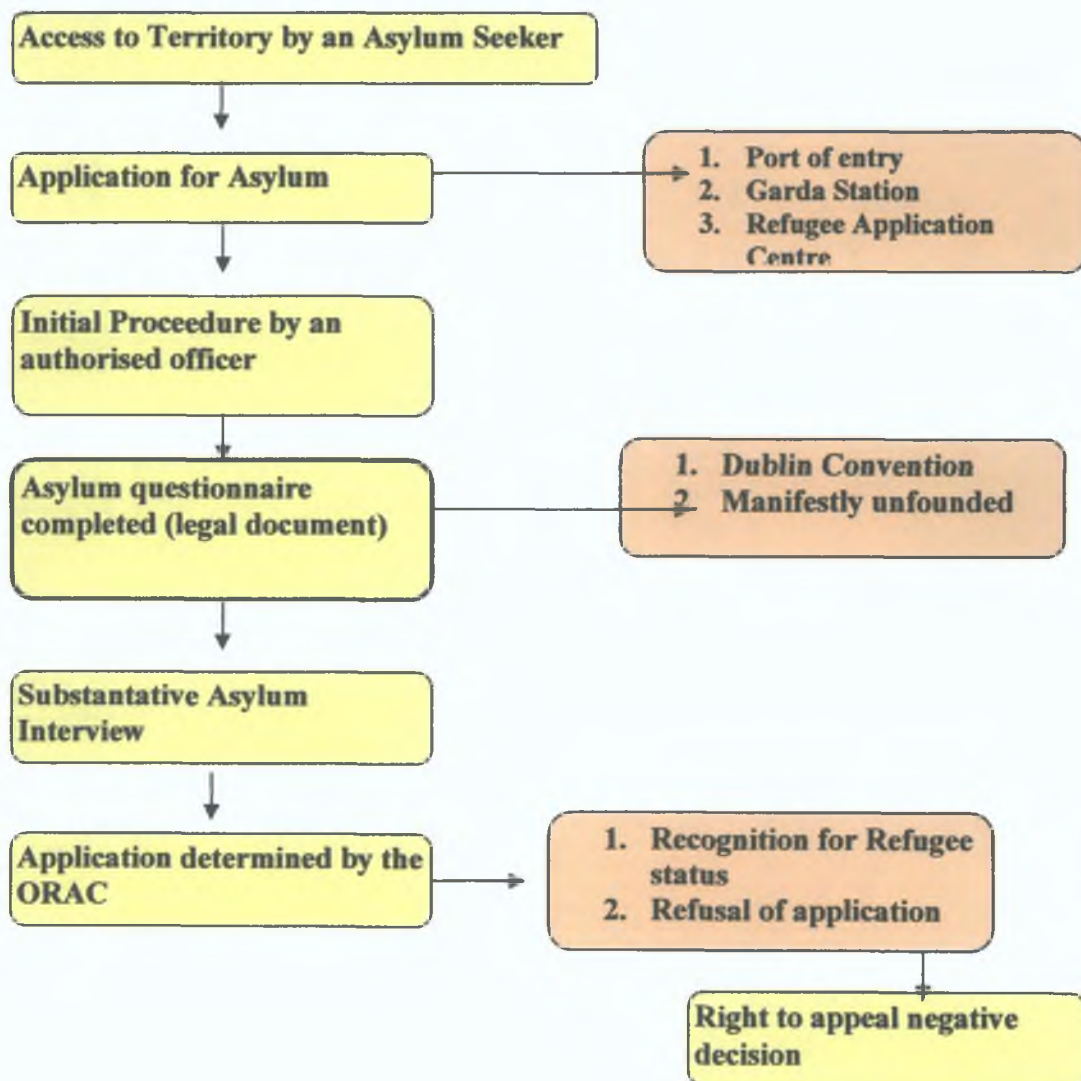 Access to Territory by an Asylum Seeker
Application for Asylum
1. Port of entry
2. Garda Station
3. Refugee Application
Centre
Initial Proceedure by an
authorised officer
Asylum questionnaire
completed (legal document)
1. Dublin Convention
2. Manifestly unfounded
Substantative Asylum
Interview
Application determined by the
ORAC
1. Recognition for Refugee
status
2. Refusal of application
Right to appeal negative
decision